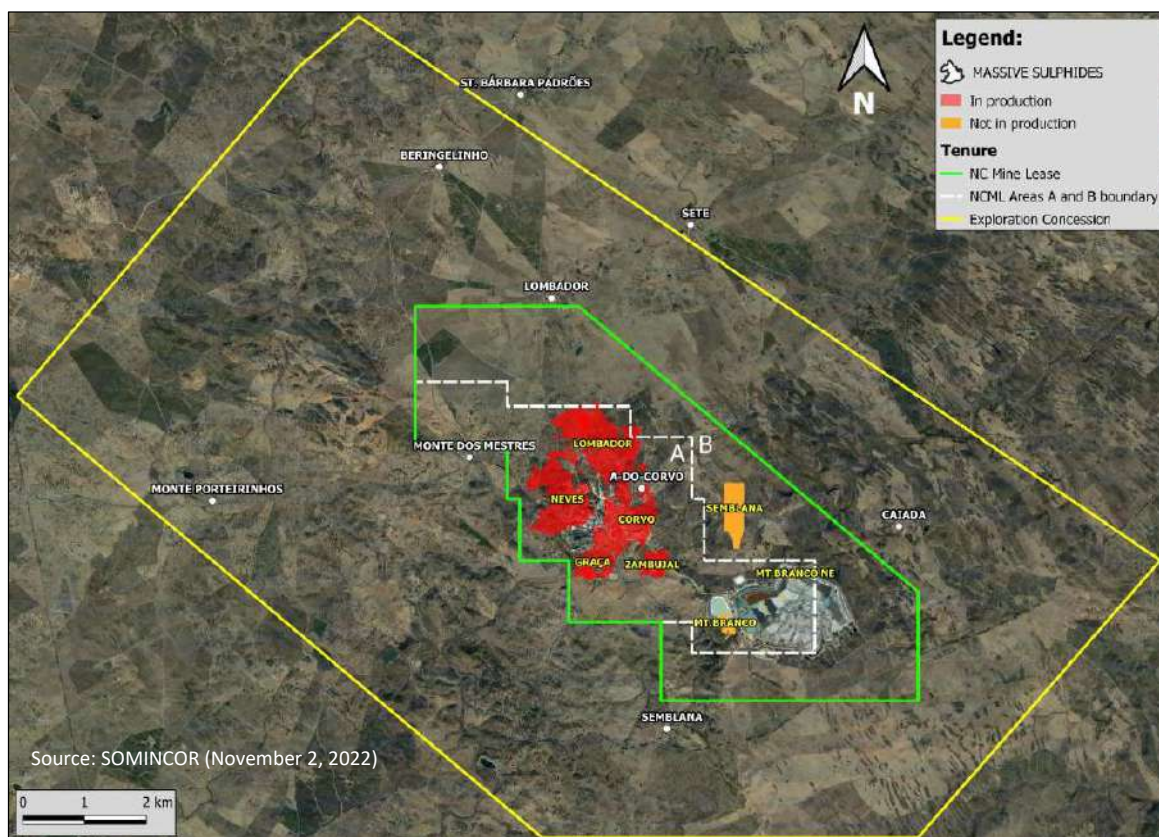 Legend:
MASSIVE SULPHIDES
In production
Not in production
Tenure
NC Mine Lease
NCML Areas A and B boundary
Exploration Concession
N
ST. BÁRBARA PADRÕES
BERINGELINHO
SETE
LOMBADOR
MONTE DOS MESTRES
LOMBADOR
A
B
A-DO-CORVO
MONTE PORTEIRINHOS
NEVES
CORVO
SEMBLANA
CAIADA
GRAÇA
ZAMBUJAL
MT.BRANCO NE
MT.BRANCO
SEMBLANA
Source: SOMINCOR (November 2, 2022)
0 1 2 km